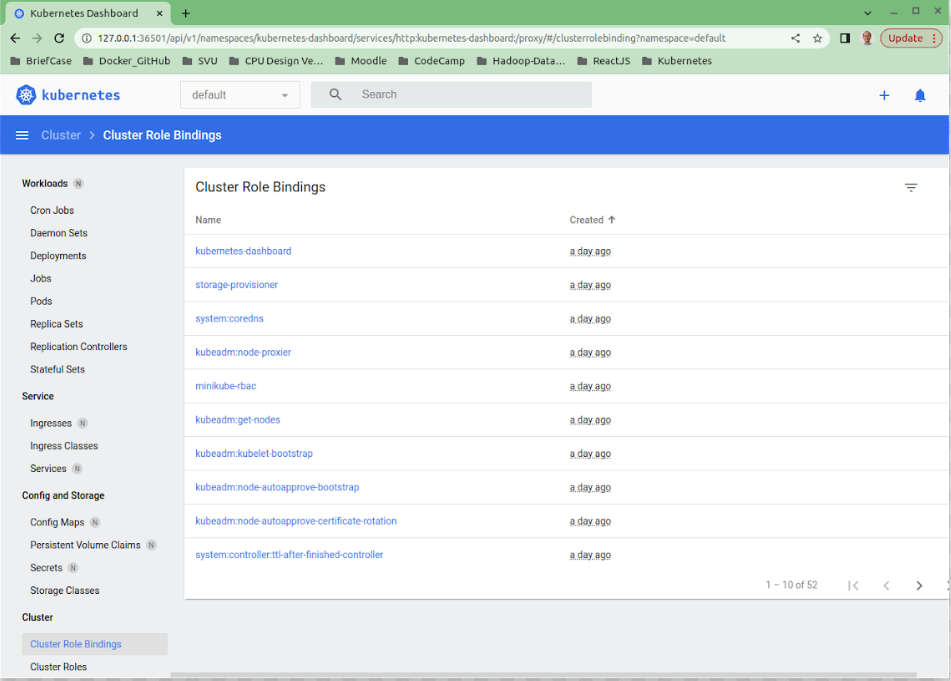 Kubernetes Dashboard
127.0.0.1:36501/api/v1/namespaces/kubernetes-dashboard/services/http:kubernetes-dashboard:/proxy/#/clusterrolebinding?namespace=default
Update
BriefCase Docker_GitHub SVU CPU Design Ve... Moodle CodeCamp Hadoop-Data... ReactJS Kubernetes
kubernetes
default
Search
Cluster > Cluster Role Bindings
Workloads N
Cron Jobs
Daemon Sets
Deployments
Jobs
Pods
Replica Sets
Replication Controllers
Stateful Sets
Service
Ingresses N
Ingress Classes
Services N
Config and Storage
Config Maps N
Persistent Volume Claims N
Secrets N
Storage Classes
Cluster
Cluster Role Bindings
Cluster Roles
Cluster Role Bindings
Name Created
kubernetes-dashboard a day ago
storage-provisioner a day ago
system:coredns a day ago
kubeadm:node-proxier a day ago
minikube-rbac a day ago
kubeadm:get-nodes a day ago
kubeadm:kubelet-bootstrap a day ago
kubeadm:node-autoapprove-bootstrap a day ago
kubeadm:node-autoapprove-certificate-rotation a day ago
system:controller:ttl-after-finished-controller a day ago
1 – 10 of 52